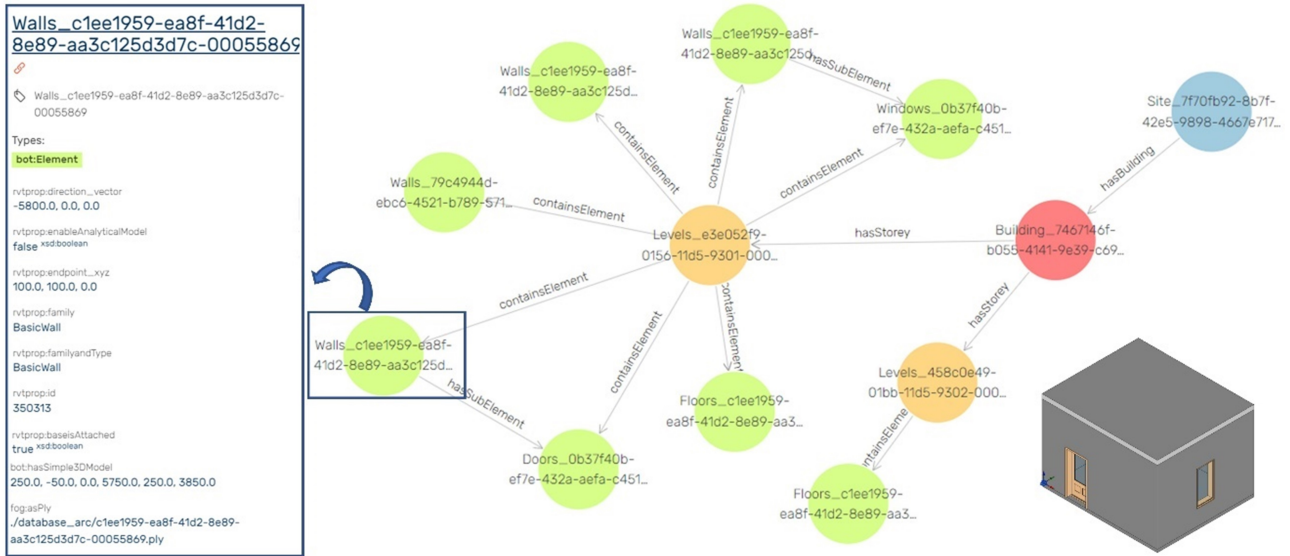 Walls_c1ee1959-ea8f-41d2-
8e89-aa3c125d3d7c-00055869
Walls_c1ee1959-ea8f-41d2-8e89-aa3c125d3d7c-
00055869
Types:
bot:Element
rvtprop:direction_vector
-5800.0, 0.0, 0.0
rvtprop:enableAnalyticalModel
false xsd:boolean
rvtprop:endpoint_xyz
100.0, 100.0, 0.0
rvtprop:family
BasicWall
rvtprop:familyandType
BasicWall
rvtprop:id
350313
rvtprop:baseisAttached
true xsd:boolean
bot:hasSimple3DModel
250.0, -50.0, 0.0, 5750.0, 250.0, 3850.0
fog:asPly
./database_arc/c1ee1959-ea8f-41d2-8e89-
aa3c125d3d7c-00055869.ply
Walls_c1ee1959-ea8f-
41d2-8e89-aa3c125d...
hasSubElement
Walls_c1ee1959-ea8f-
41d2-8e89-aa3c125d...
Windows_0b37f40b-
ef7e-432a-aefa-c451...
Site_7f70fb92-8b7f-
42e5-9898-4667e717...
containsElement
containsElement
containsElement
hasBuilding
Walls_79c4944d-
ebc6-4521-b789-571...
containsElement
Levels_e3e052f9-
0156-11d5-9301-000...
hasStorey
Building_7467146f-
b055-4141-9e39-c69...
containsElement
containsElement
containsElement
hasStorey
Walls_c1ee1959-ea8f-
41d2-8e89-aa3c125d...
hasSubElement
Levels_458c0e49-
01bb-11d5-9302-000...
Floors_c1ee1959-
ea8f-41d2-8e89-aa3...
ntainsEleme
Doors_0b37f40b-
ef7e-432a-aefa-c451...
Floors_c1ee1959-
ea8f-41d2-8e89-aa3...